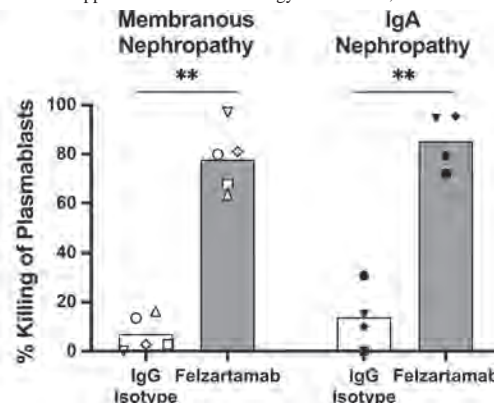 Membranous
Nephropathy
IgA
Nephropathy
**
**
% Killing of Plasmablasts
100
80
60
40
20
0
IgG
Isotype
Felzartamab
IgG
Isotype
Felzartamab